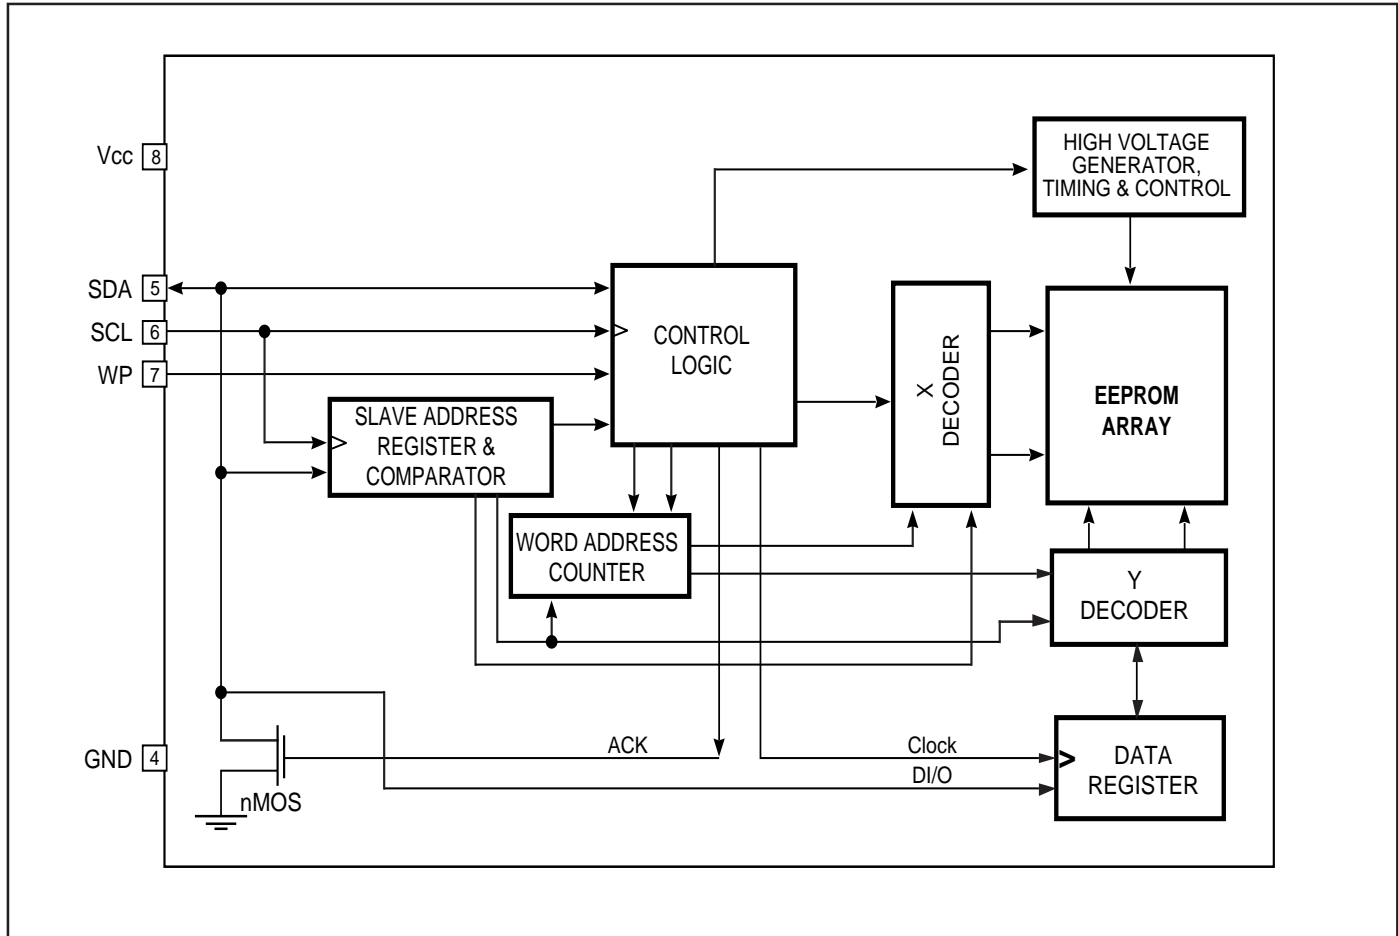 HIGH VOLTAGE
GENERATOR,
TIMING & CONTROL
Vcc 8
SDA 5
SCL 6
WP 7
CONTROL
LOGIC
X
DECODER
EEPROM
ARRAY
SLAVE ADDRESS
REGISTER &
COMPARATOR
WORD ADDRESS
COUNTER
Y
DECODER
GND 4
nMOS
ACK
Clock
DI/O
DATA
REGISTER